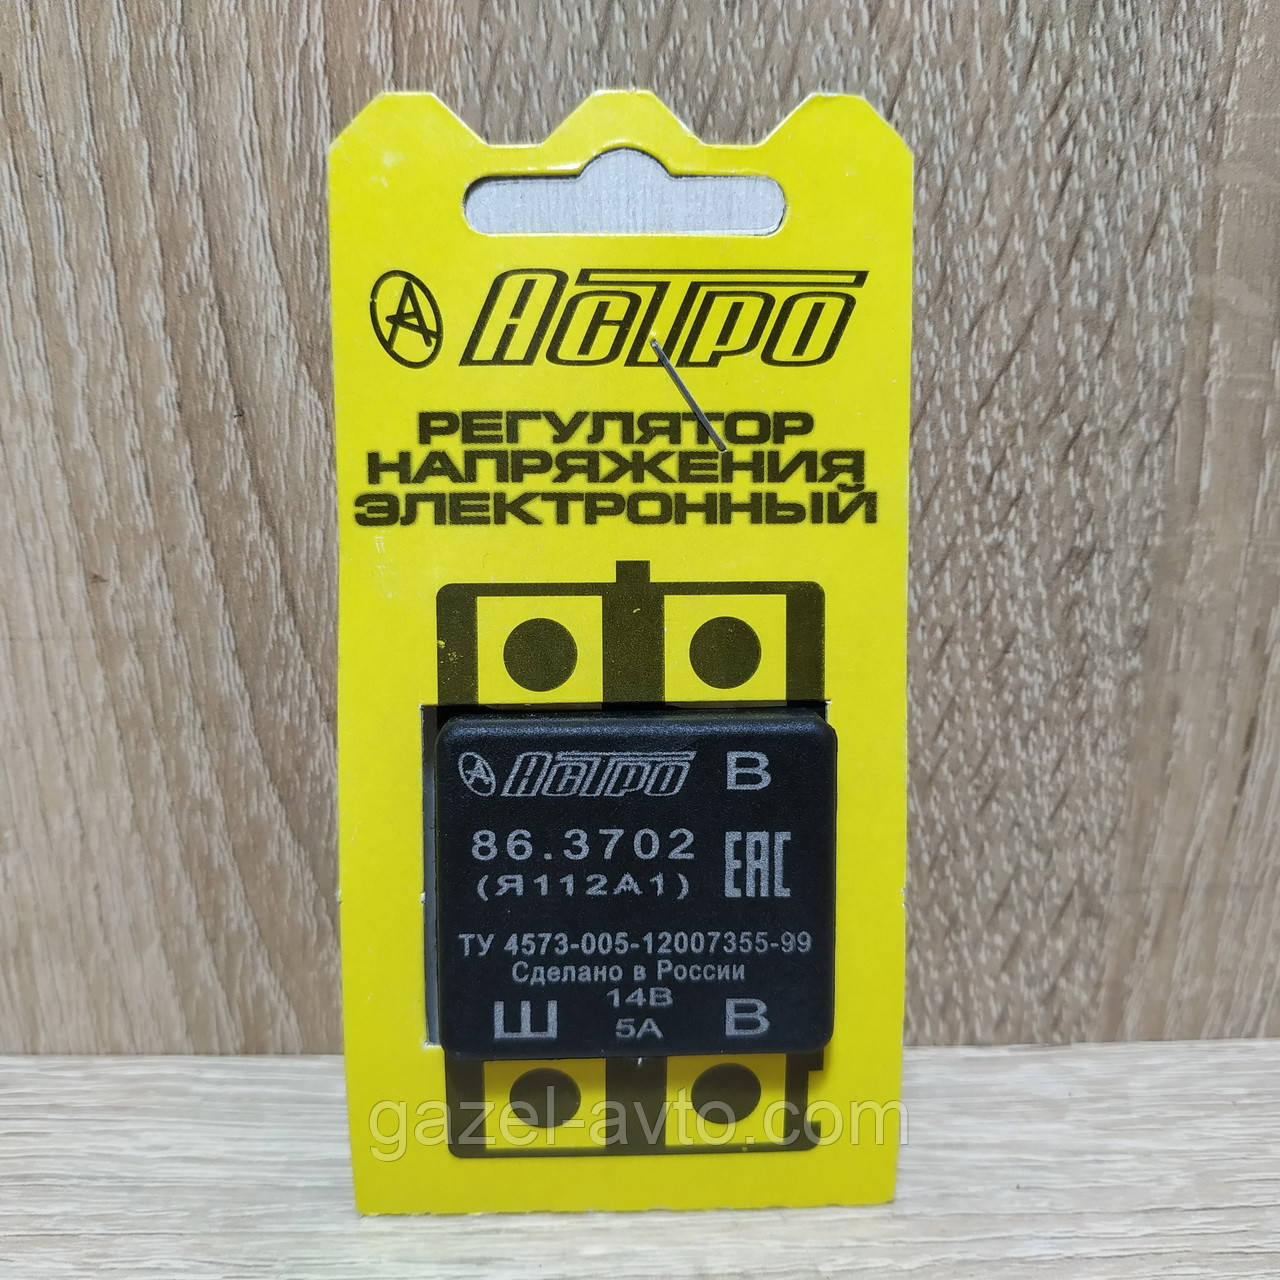 А АСТРО
РЕГУЛЯТОР
НАПРЯЖЕНИЯ
ЭЛЕКТРОННЫЙ
А АСТРО В
86.3702
(Я112А1) ЕАС
ТУ 4573-005-12007355-99
Сделано в России
14В
Ш 5А В
gazel-avto.com